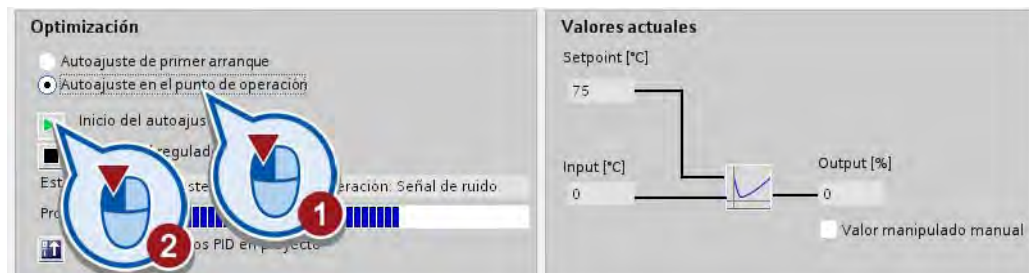 Optimización
Autoajuste de primer arranque
Autoajuste en el punto de operación
Inicio del autoajus
regulad
Est
ste
eración: Señal de ruido
Pro
os PID en proyecto
1
2
Valores actuales
Setpoint [°C]
75
Input [°C]
0
Output [%]
0
Valor manipulado manual